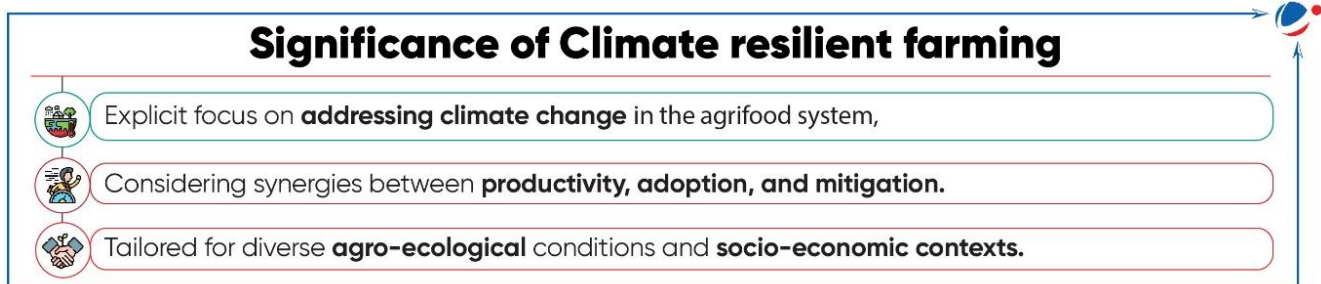 Significance of Climate resilient farming
Explicit focus on addressing climate change in the agrifood system,
Considering synergies between productivity, adoption, and mitigation.
Tailored for diverse agro-ecological conditions and socio-economic contexts.